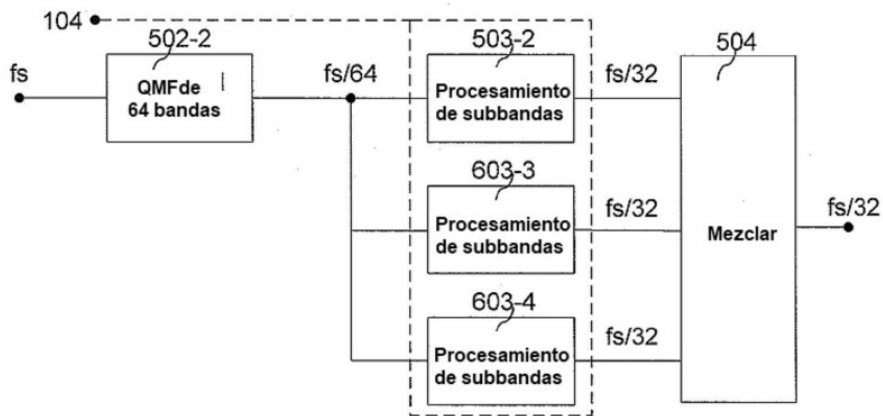 104
502-2
503-2
504
fs
QMFde
64 bandas
fs/64
Procesamiento
de subbandas
fs/32
603-3
Procesamiento
de subbandas
fs/32
Mezclar
fs/32
603-4
Procesamiento
de subbandas
fs/32